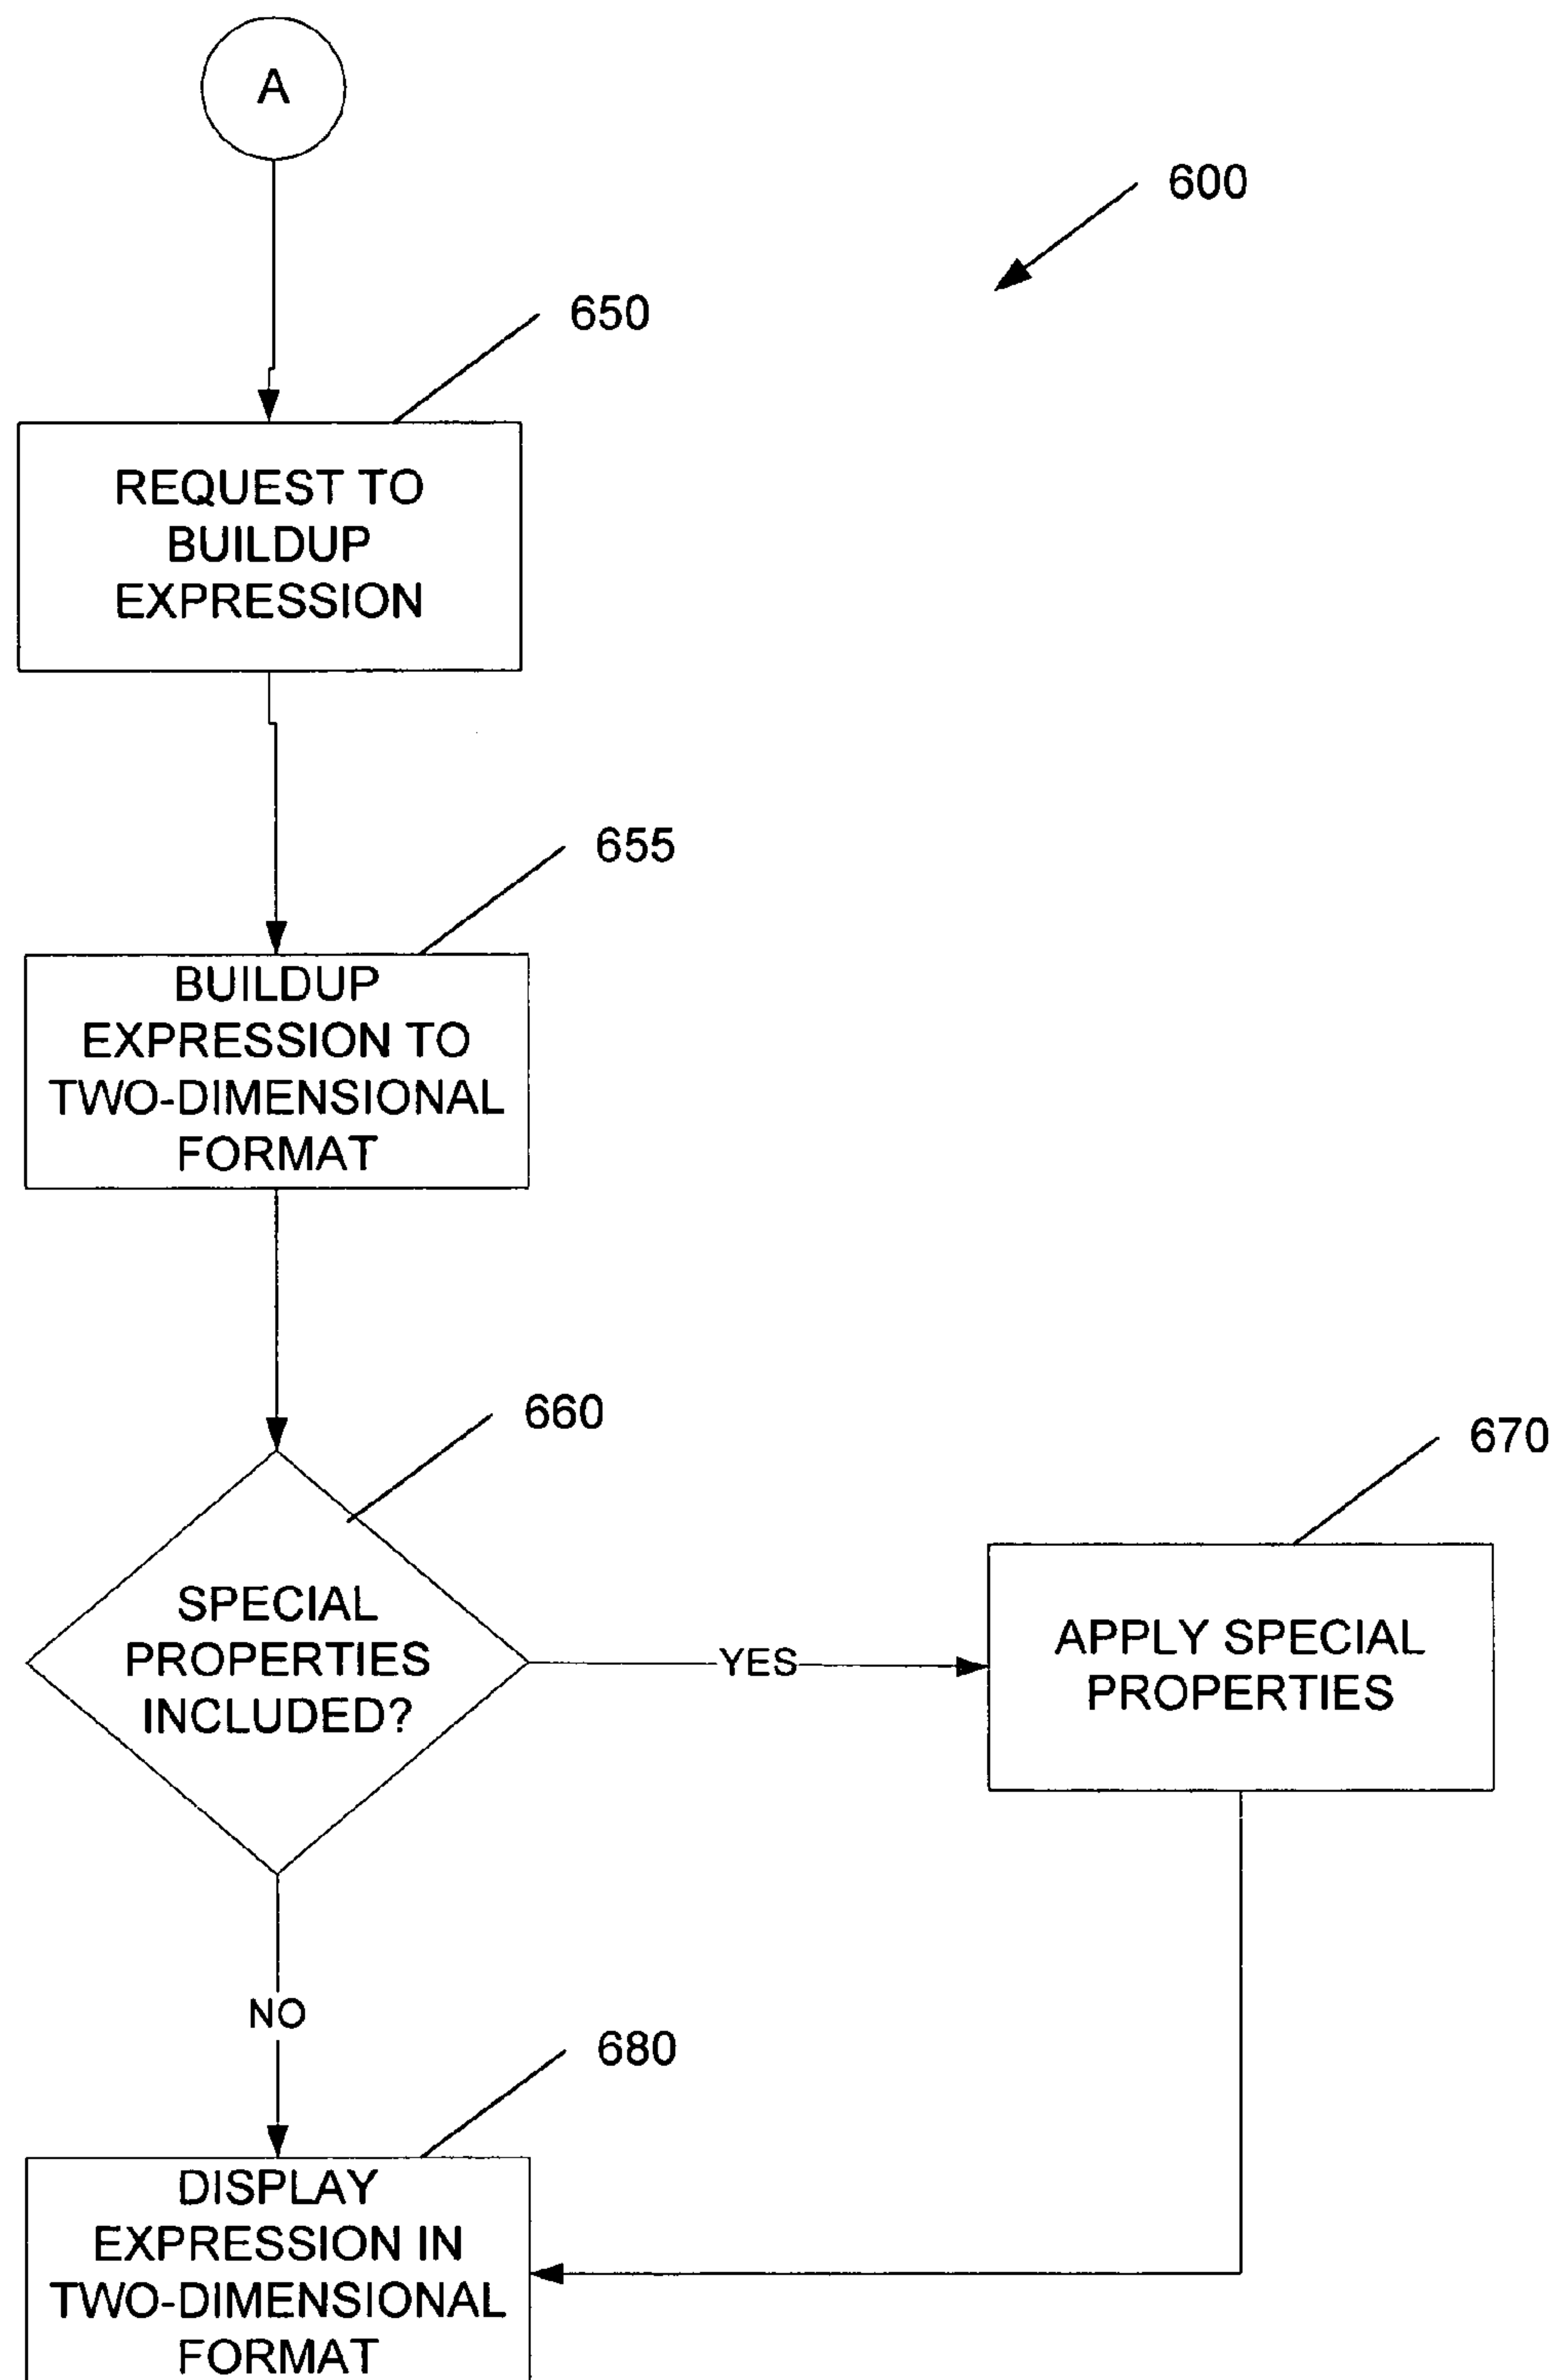 A
600
650
REQUEST TO
BUILDUP
EXPRESSION
655
BUILDUP
EXPRESSION TO
TWO-DIMENSIONAL
FORMAT
660
SPECIAL
PROPERTIES
INCLUDED?
YES
670
APPLY SPECIAL
PROPERTIES
NO
680
DISPLAY
EXPRESSION IN
TWO-DIMENSIONAL
FORMAT